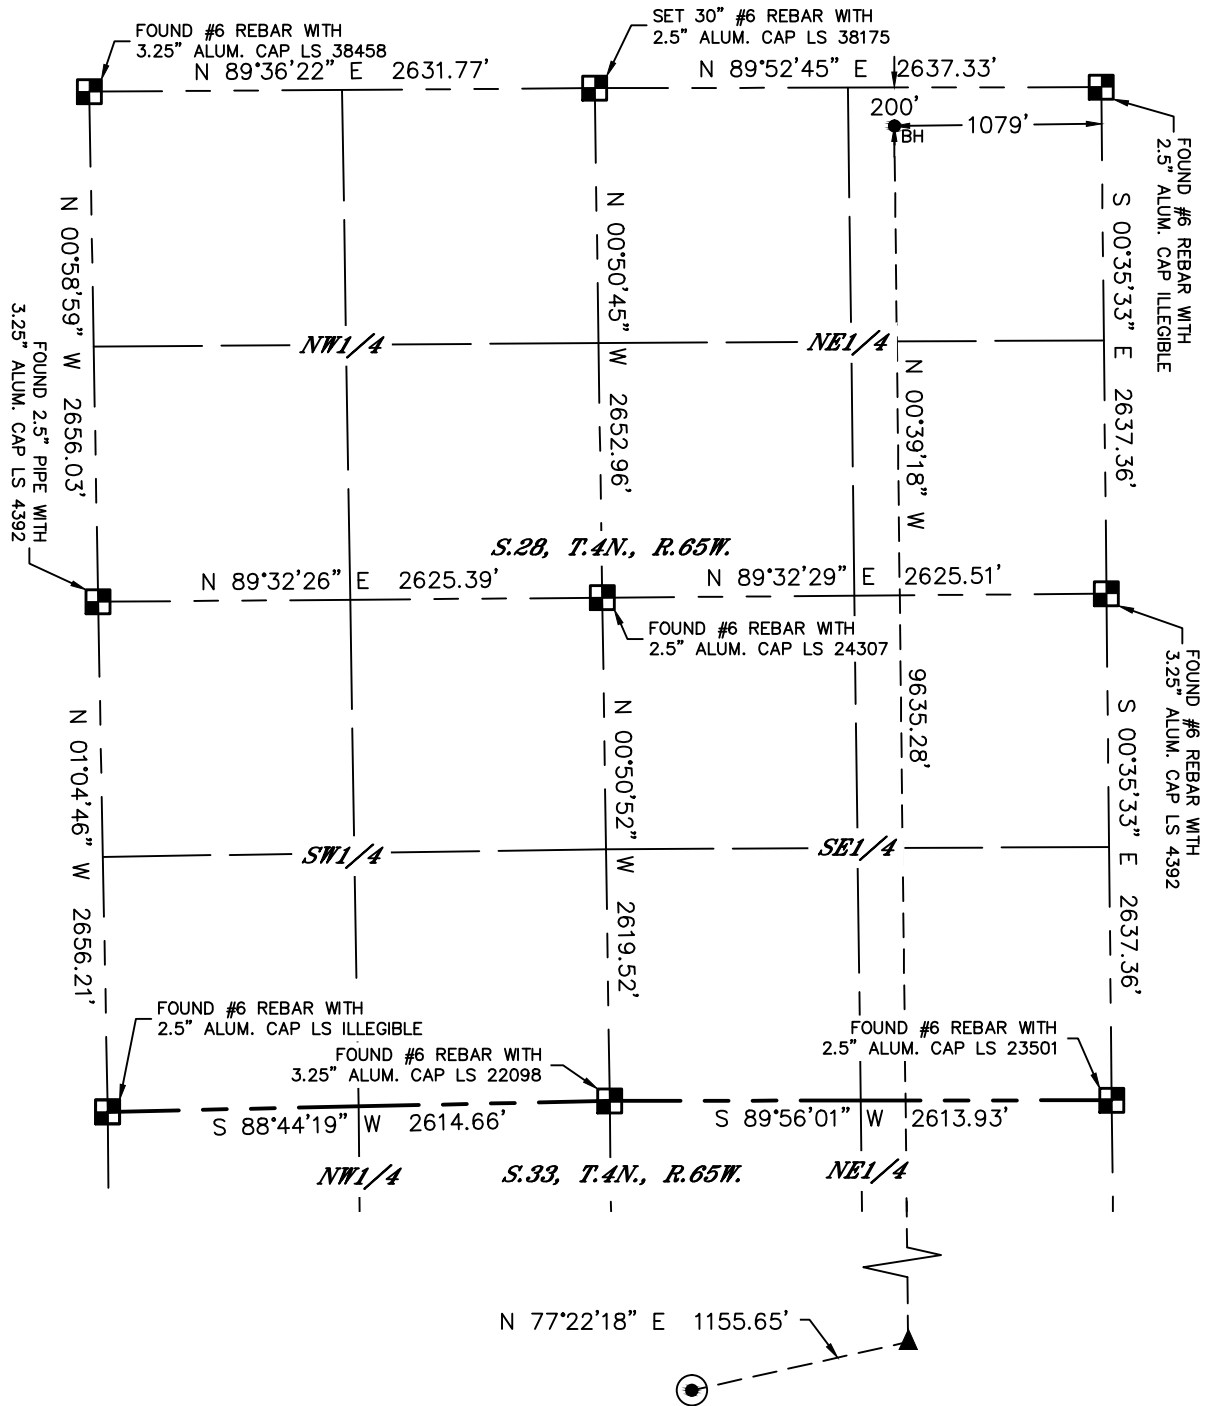 FOUND #6 REBAR WITH
3.25" ALUM. CAP LS 38458
SET 30" #6 REBAR WITH
2.5" ALUM. CAP LS 38175
N 89°36'22" E 2631.77'
N 89°52'45" E 2637.33'
200'
BH
1079'
FOUND #6 REBAR WITH
2.5" ALUM. CAP ILLEGIBLE
N 00°58'59" W 2656.03'
N 00°50'45" W 2652.96'
S 00°35'33" E 2637.36'
NW1/4
NE1/4
N 00°39'18" W 9635.28'
FOUND 2.5" PIPE WITH
3.25" ALUM. CAP LS 4392
S.28, T.4N., R.65W.
N 89°32'26" E 2625.39'
N 89°32'29" E 2625.51'
FOUND #6 REBAR WITH
2.5" ALUM. CAP LS 24307
FOUND #6 REBAR WITH
3.25" ALUM. CAP LS 4392
N 01°04'46" W 2656.21'
N 00°50'52" W 2619.52'
S 00°35'33" E 2637.36'
SW1/4
SE1/4
FOUND #6 REBAR WITH
2.5" ALUM. CAP LS ILLEGIBLE
FOUND #6 REBAR WITH
3.25" ALUM. CAP LS 22098
FOUND #6 REBAR WITH
2.5" ALUM. CAP LS 23501
S 88°44'19" W 2614.66'
S 89°56'01" W 2613.93'
NW1/4
S.33, T.4N., R.65W.
NE1/4
N 77°22'18" E 1155.65'